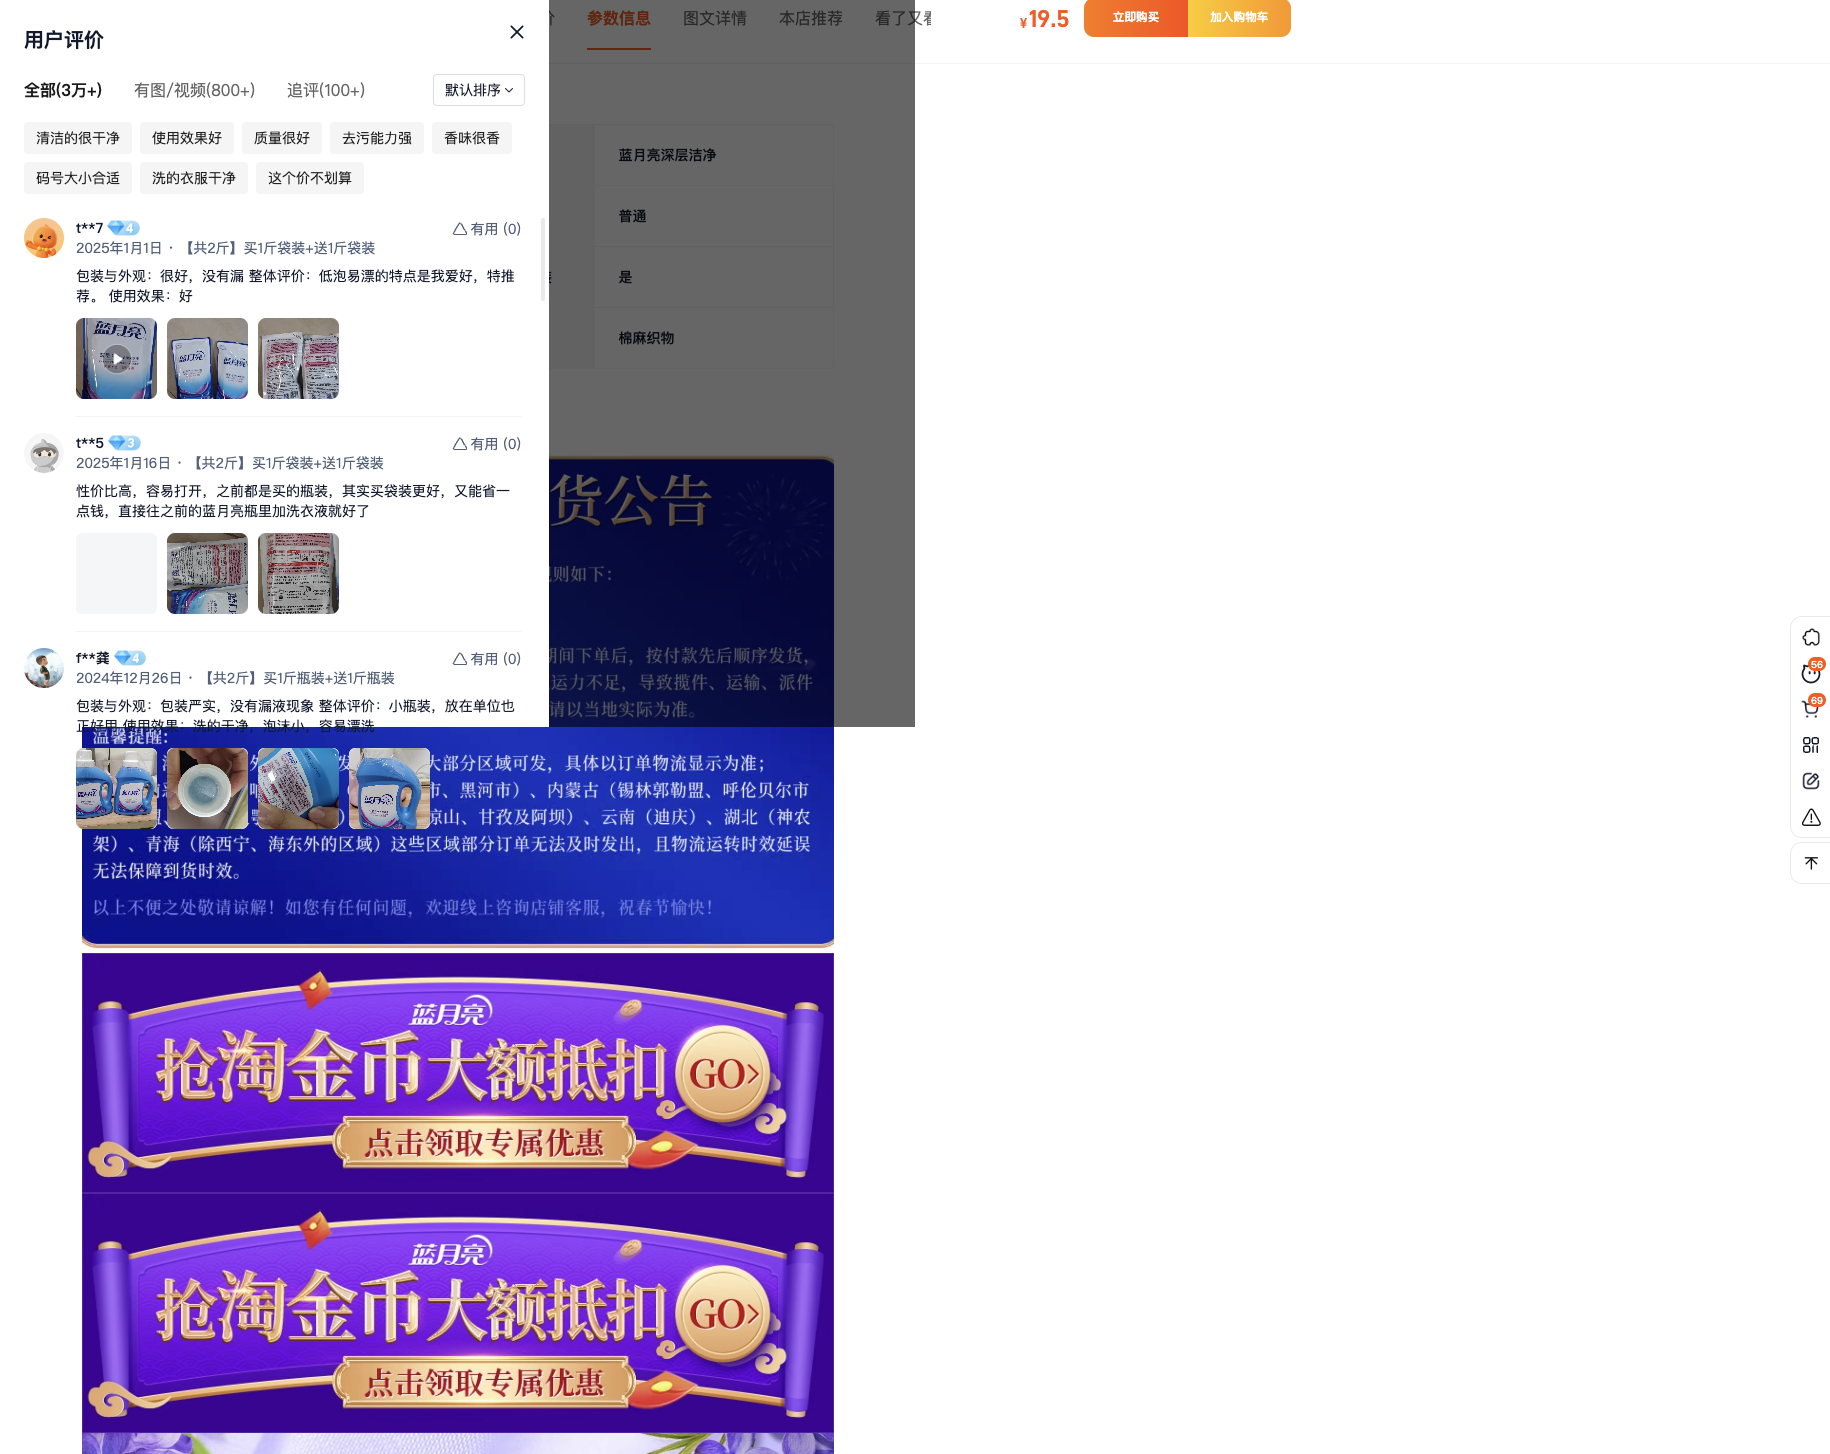 用户评价
全部(3万+) 有图/视频(800+) 追评(100+) 默认排序
清洁的很干净 使用效果好 质量很好 去污能力强 香味很香
码号大小合适 洗的衣服干净 这个价不划算
t**7 4 有用 (0)
2025年1月1日 · 【共2斤】买1斤袋装+送1斤袋装
包装与外观：很好，没有漏 整体评价：低泡易漂的特点是我爱好，特推
荐。 使用效果：好
蓝月亮
t**5 3 有用 (0)
2025年1月16日 · 【共2斤】买1斤袋装+送1斤袋装
性价比高，容易打开，之前都是买的瓶装，其实买袋装更好，又能省一
点钱，直接往之前的蓝月亮瓶里加洗衣液就好了
f**龚 4 有用 (0)
2024年12月26日 · 【共2斤】买1斤瓶装+送1斤瓶装
包装与外观：包装严实，没有漏液现象 整体评价：小瓶装，放在单位也
正好用 使用效果：洗的干净，泡沫小，容易漂洗
参数信息 图文详情 本店推荐 看了又看
¥19.5 立即购买 加入购物车
蓝月亮深层洁净
普通
是
棉麻织物
货公告
规则如下：
期间下单后，按付款先后顺序发货，
运力不足，导致揽件、运输、派件
请以当地实际为准。
温馨提醒：
大部分区域可发，具体以订单物流显示为准；
市、黑河市）、内蒙古（锡林郭勒盟、呼伦贝尔市
凉山、甘孜及阿坝）、云南（迪庆）、湖北（神农
架）、青海（除西宁、海东外的区域）这些区域部分订单无法及时发出，且物流运转时效延误
无法保障到货时效。
以上不便之处敬请谅解！如您有任何问题，欢迎线上咨询店铺客服，祝春节愉快！
蓝月亮
抢淘金币大额抵扣 GO>
点击领取专属优惠
蓝月亮
抢淘金币大额抵扣 GO>
点击领取专属优惠
56
69